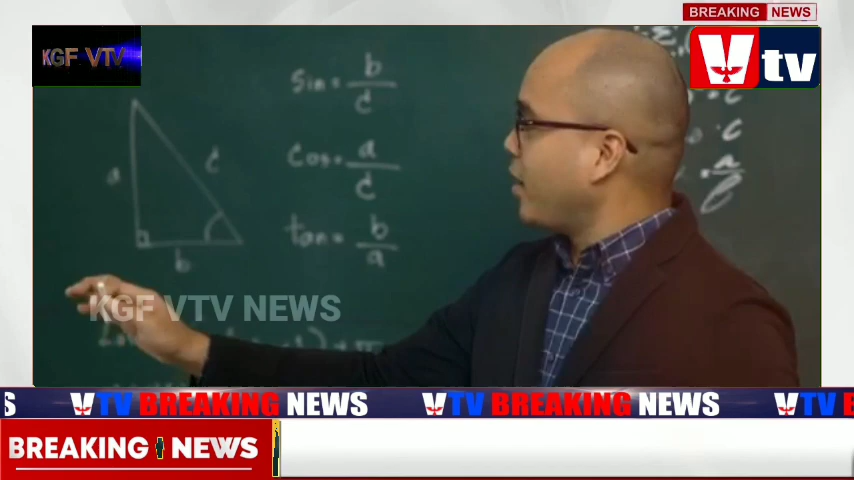 BREAKING NEWS
KGF VTV
V tv
sin = b/c
a
c
cos = a/c
b
tan = b/a
KGF VTV NEWS
S VTV BREAKING NEWS VTV BREAKING NEWS VTV B
BREAKING NEWS